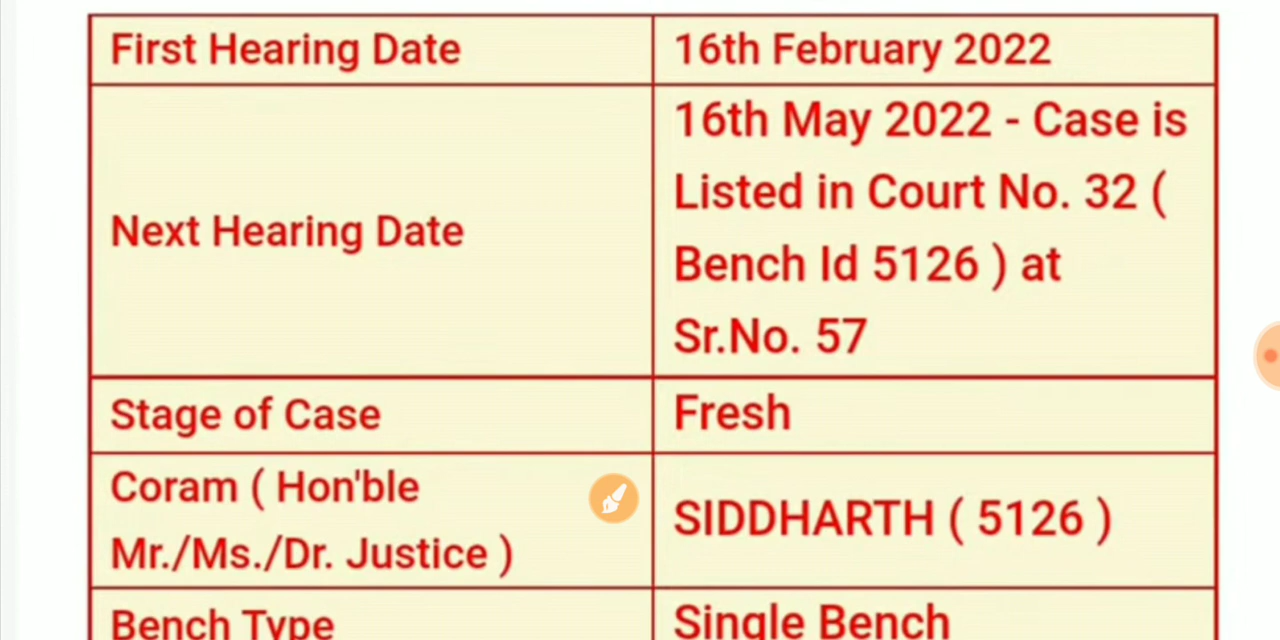 First Hearing Date
16th February 2022
Next Hearing Date
16th May 2022 - Case is
Listed in Court No. 32 (
Bench Id 5126 ) at
Sr.No. 57
Stage of Case
Fresh
Coram ( Hon'ble
Mr./Ms./Dr. Justice )
SIDDHARTH ( 5126 )
Bench Type
Single Bench